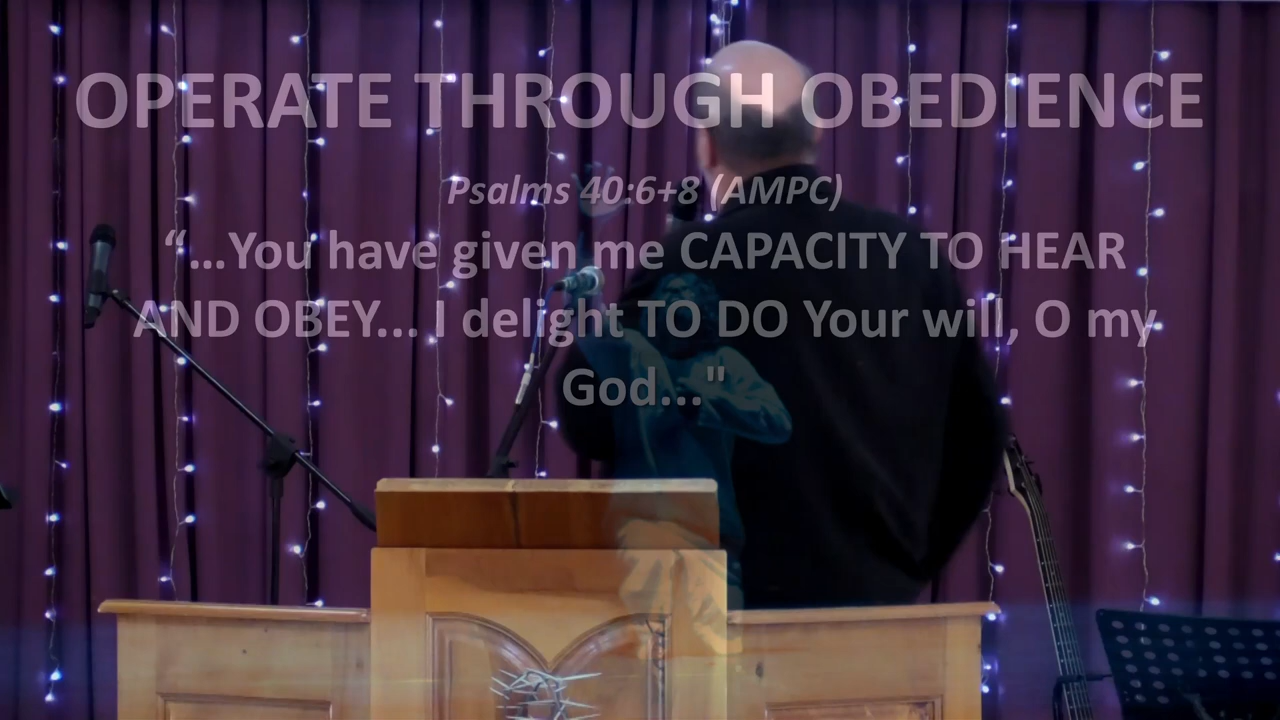 OPERATE THROUGH OBEDIENCE
Psalms 40:6+8 (AMPC)
“…You have given me CAPACITY TO HEAR
AND OBEY… I delight TO DO Your will, O my
God…"